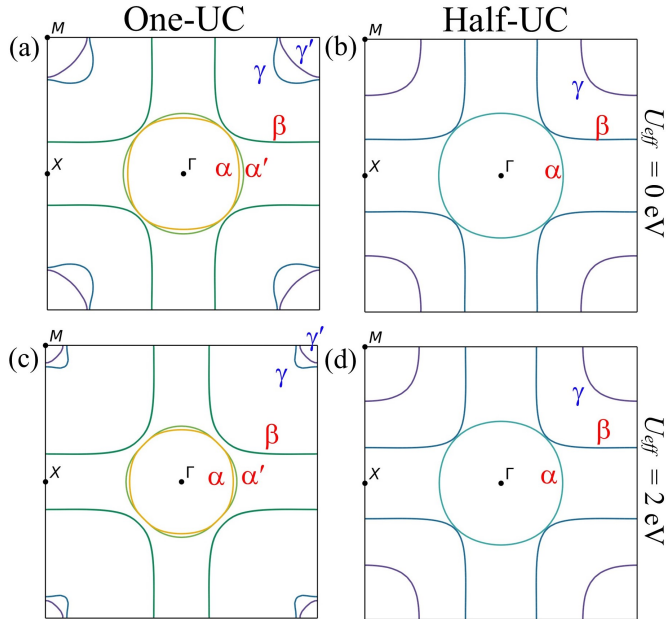 One-UC
Half-UC
(a)
M
γ
γ′
β
X
Γ
α
α′
(b)
M
γ
β
X
Γ
α
U_eff = 0 eV
(c)
M
γ′
γ
β
X
Γ
α
α′
(d)
M
γ
β
X
Γ
α
U_eff = 2 eV